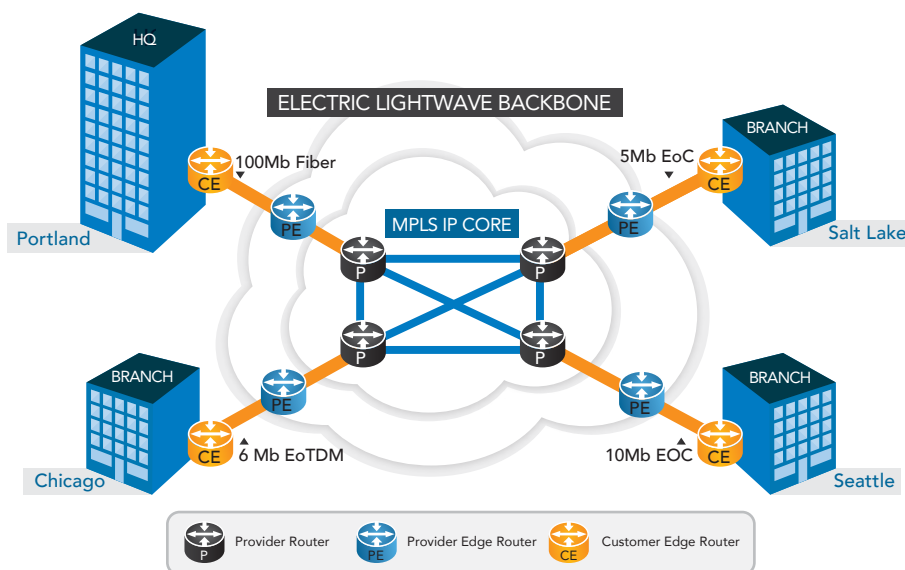 HQ
ELECTRIC LIGHTWAVE BACKBONE
BRANCH
100Mb Fiber
5Mb EoC
CE
CE
PE
PE
Portland
MPLS IP CORE
Salt Lake
P
P
P
P
BRANCH
BRANCH
PE
PE
CE
6 Mb EoTDM
10Mb EOC
CE
Chicago
Seattle
P
Provider Router
PE
Provider Edge Router
CE
Customer Edge Router